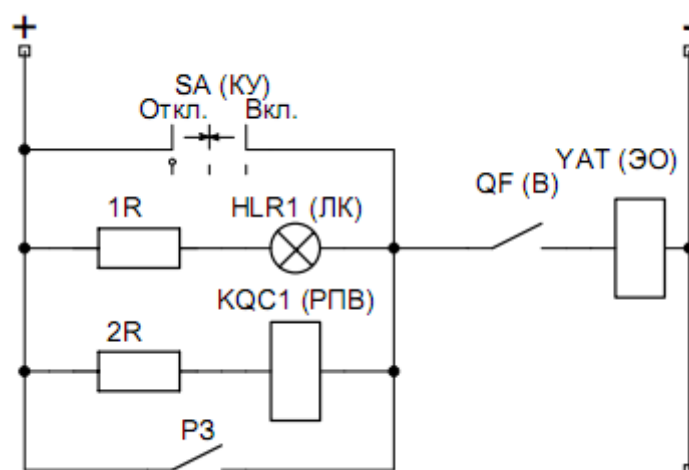 + -
SA (КУ)
Откл. Вкл.
YAT (ЭО)
QF (В)
1R HLR1 (ЛК)
KQC1 (РПВ)
2R
РЗ